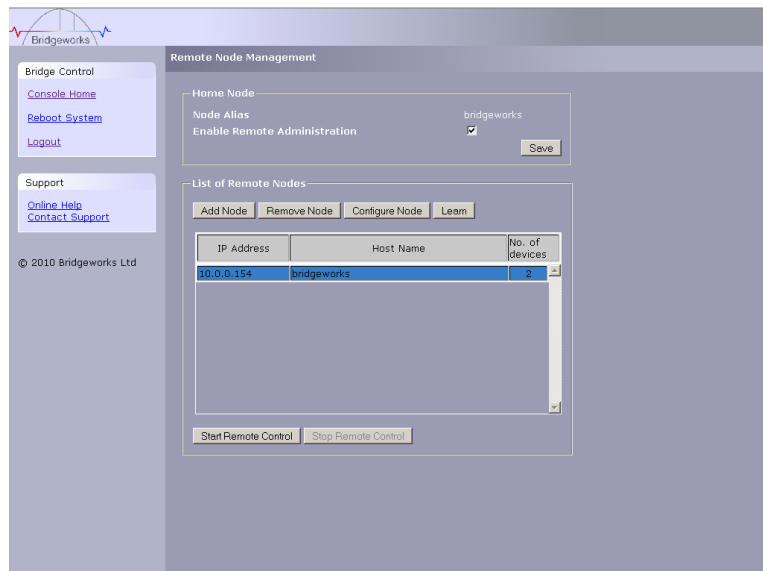 Bridgeworks
Remote Node Management
Bridge Control
Console Home
Reboot System
Logout
Support
Online Help
Contact Support
© 2010 Bridgeworks Ltd
Home Node
Node Alias bridgeworks
Enable Remote Administration
Save
List of Remote Nodes
Add Node Remove Node Configure Node Learn
IP Address Host Name No. of
devices
10.0.0.154 bridgeworks 2
Start Remote Control Stop Remote Control